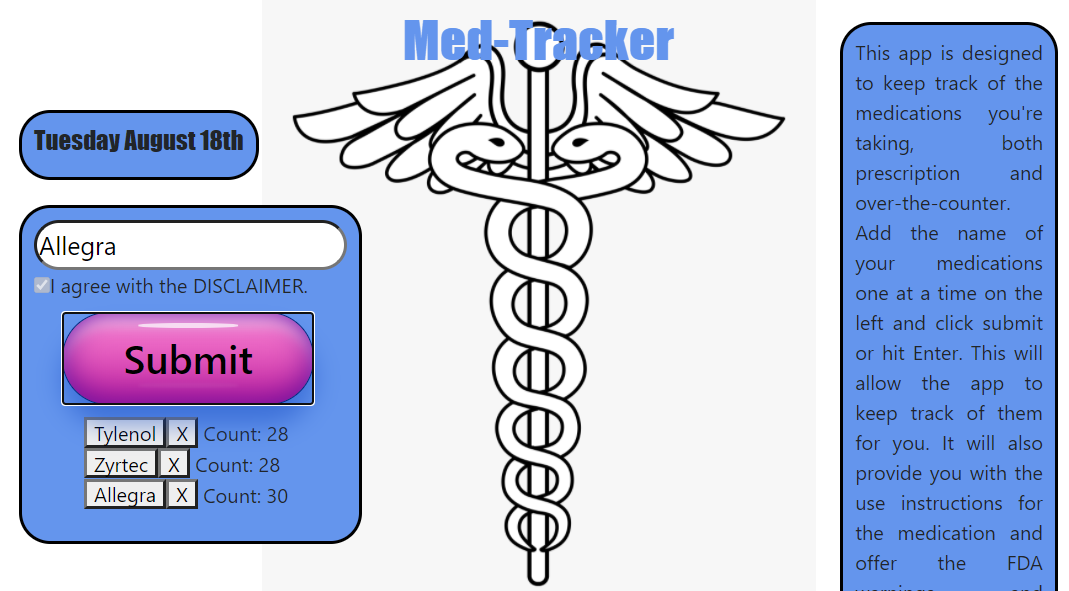 Med-Tracker
Tuesday August 18th
Allegra
I agree with the DISCLAIMER.
Submit
Tylenol X Count: 28
Zyrtec X Count: 28
Allegra X Count: 30
This app is designed
to keep track of the
medications you're
taking, both
prescription and
over-the-counter.
Add the name of
your medications
one at a time on the
left and click submit
or hit Enter. This will
allow the app to
keep track of them
for you. It will also
provide you with the
use instructions for
the medication and
offer the FDA
warnings and